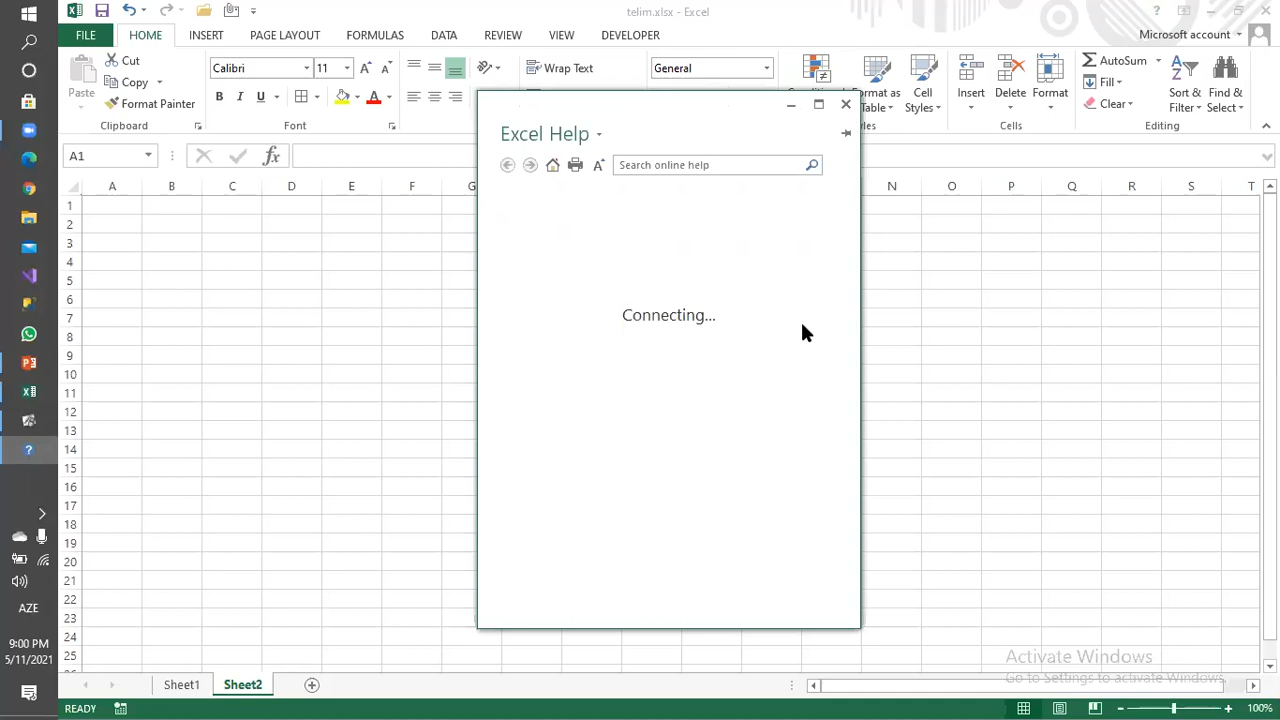 telim.xlsx - Excel
FILE HOME INSERT PAGE LAYOUT FORMULAS DATA REVIEW VIEW DEVELOPER Microsoft account
Paste
Cut
Copy
Format Painter
Clipboard
Calibri 11
B I U
Font
Wrap Text
General
Format as Table
Cell Styles
Insert Delete Format
Cells
AutoSum
Fill
Clear
Sort & Filter
Find & Select
Editing
A1
fx
A B C D E F G N O P Q R S T
1
2
3
4
5
6
7
8
9
10
11
12
13
14
15
16
17
18
19
20
21
22
23
24
25
Excel Help
Search online help
Connecting...
AZE
9:00 PM
5/11/2021
Activate Windows
Go to Settings to activate Windows.
Sheet1 Sheet2
READY 100%